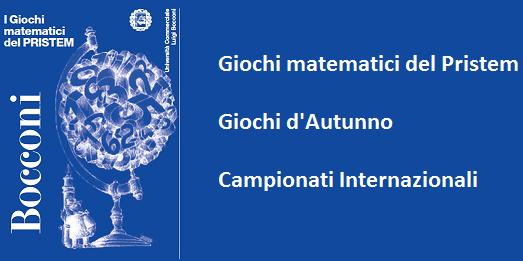 I Giochi
matematici
del PRISTEM
Università Commerciale
Luigi Bocconi
Bocconi
Giochi matematici del Pristem
Giochi d'Autunno
Campionati Internazionali